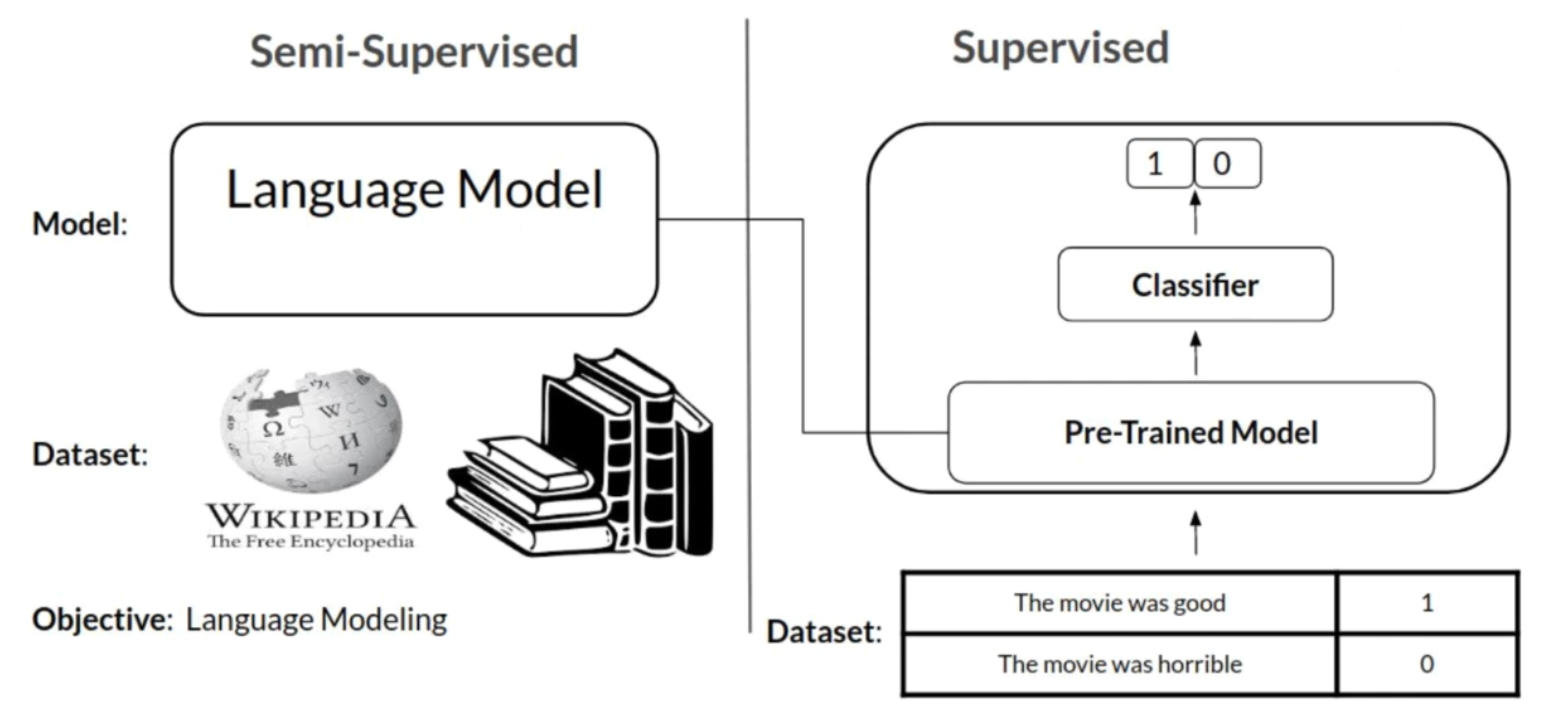 Semi-Supervised
Model:
Language Model
Dataset:
WIKIPEDIA
The Free Encyclopedia
Objective: Language Modeling
Supervised
1 0
Classifier
Pre-Trained Model
Dataset:
The movie was good 1
The movie was horrible 0